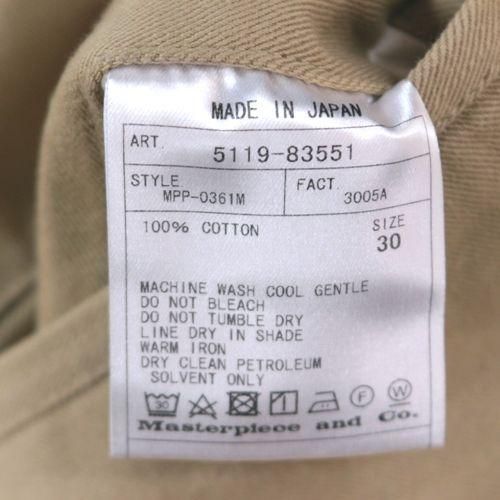 MADE IN JAPAN
ART. 5119-83551
STYLE FACT.
MPP-0361M 3005A
100% COTTON SIZE
30
MACHINE WASH COOL GENTLE
DO NOT BLEACH
DO NOT TUMBLE DRY
LINE DRY IN SHADE
WARM IRON
DRY CLEAN PETROLEUM
SOLVENT ONLY
30 F W
Masterpiece and Co.